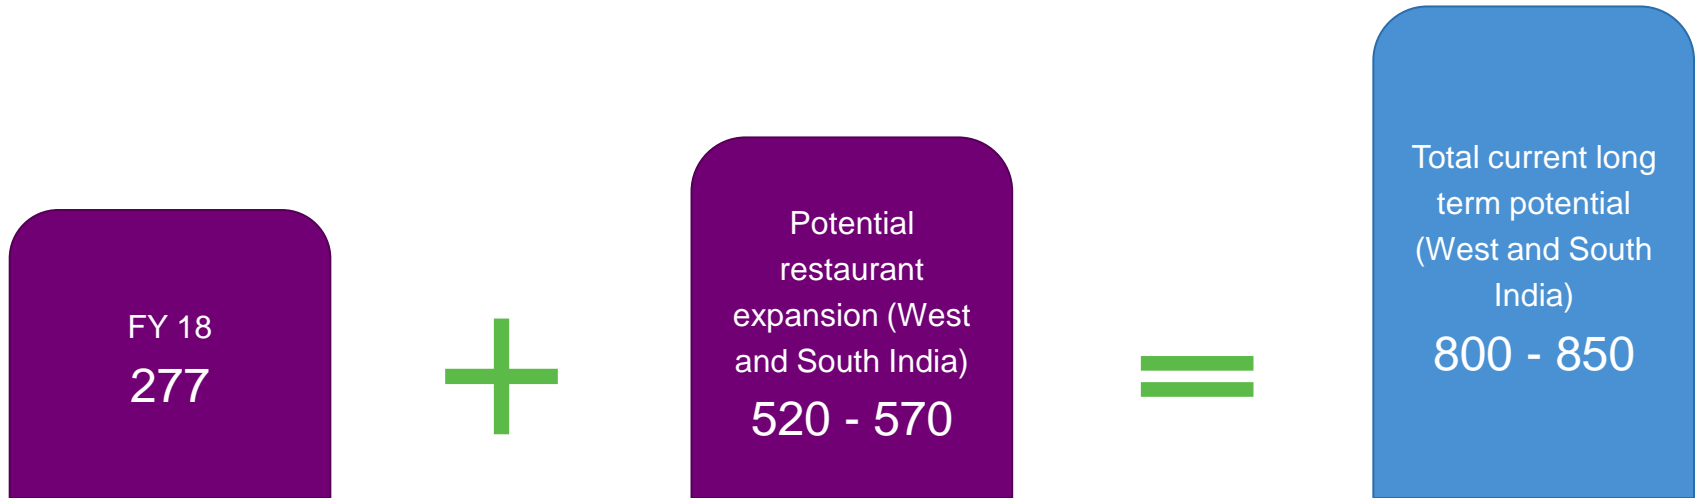 FY 18
277
Potential
restaurant
expansion (West
and South India)
520 - 570
Total current long
term potential
(West and South
India)
800 - 850